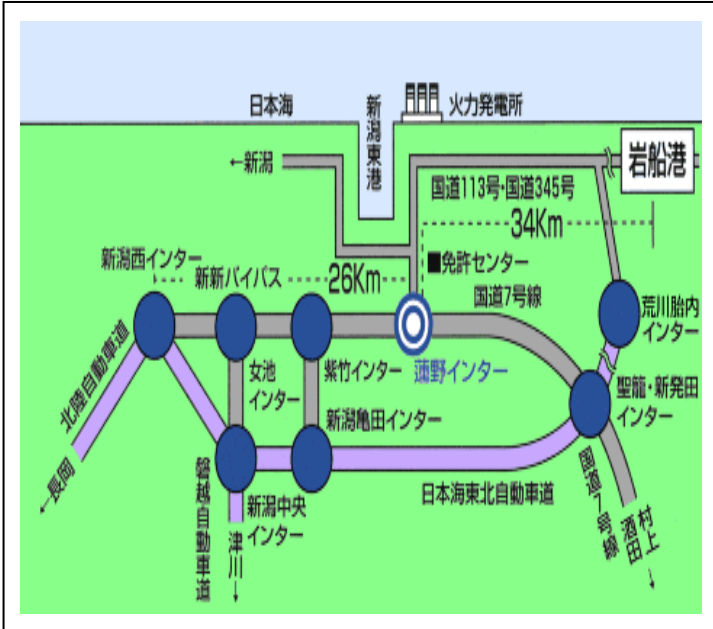 日本海
新潟東港
火力発電所
←新潟
岩船港
国道113号・国道345号
34Km
新潟西インター
新新バイパス
26Km
■免許センター
国道7号線
荒川胎内
インター
北陸自動車道
女池
インター
紫竹インター
蓮野インター
聖籠・新発田
インター
新潟亀田インター
←長岡
磐越自動車道
新潟中央
インター
日本海東北自動車道
国道7号線
津川
↓
村上
酒田
↓